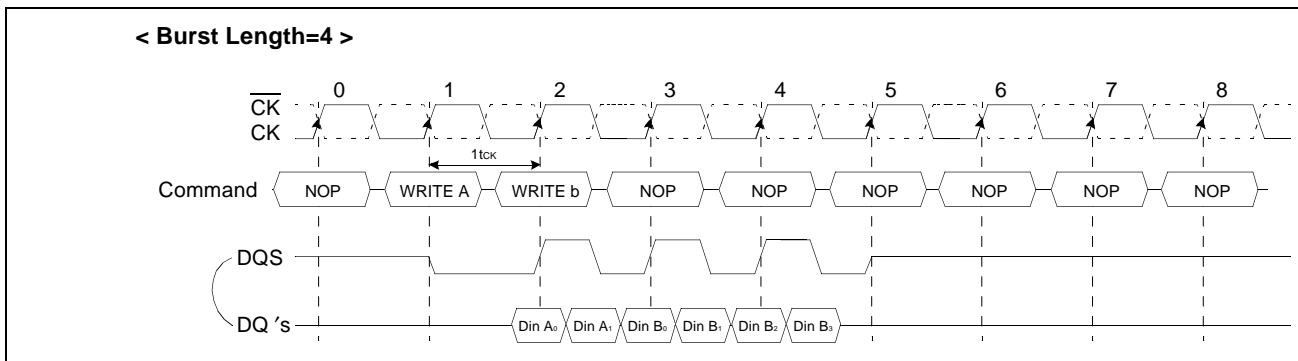 < Burst Length=4 >
0 1 2 3 4 5 6 7 8
CK
CK
1tCK
Command NOP WRITE A WRITE b NOP NOP NOP NOP NOP NOP
DQS
DQ 's Din A0 Din A1 Din B0 Din B1 Din B2 Din B3